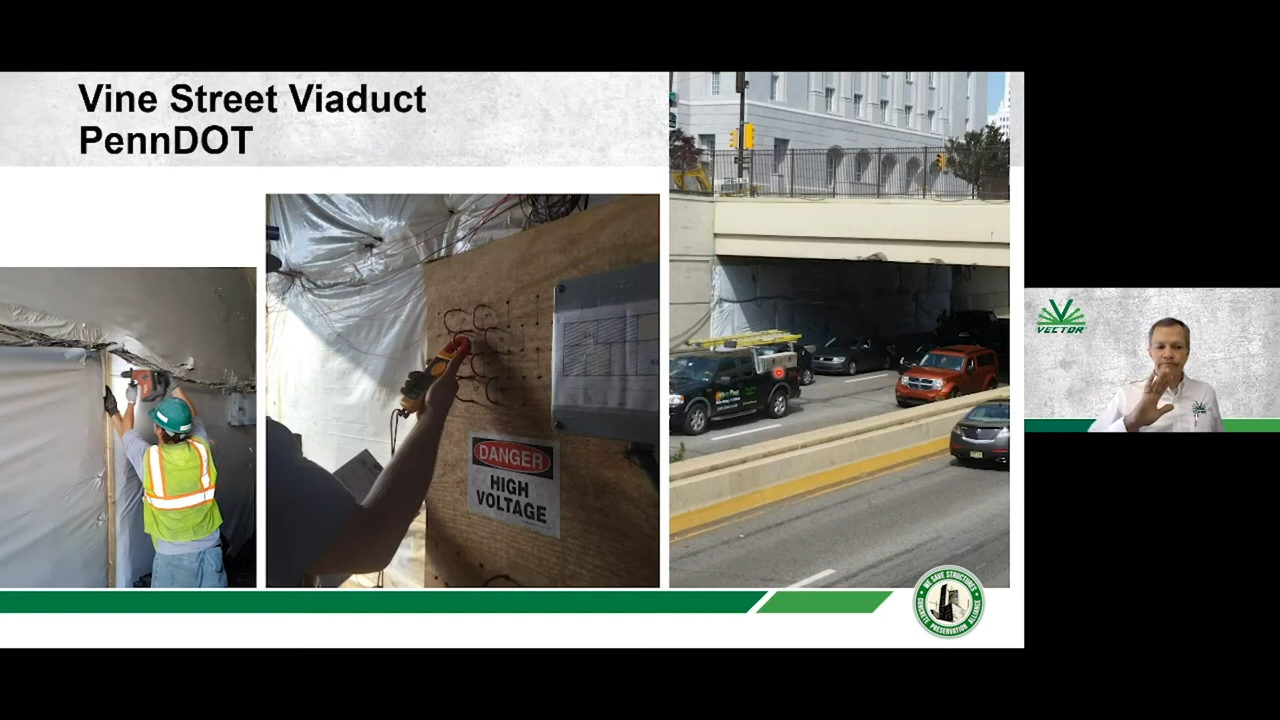 Vine Street Viaduct
PennDOT
DANGER
HIGH
VOLTAGE
WE SAVE STRUCTURES
CONCRETE PRESERVATION ALLIANCE
VECTOR